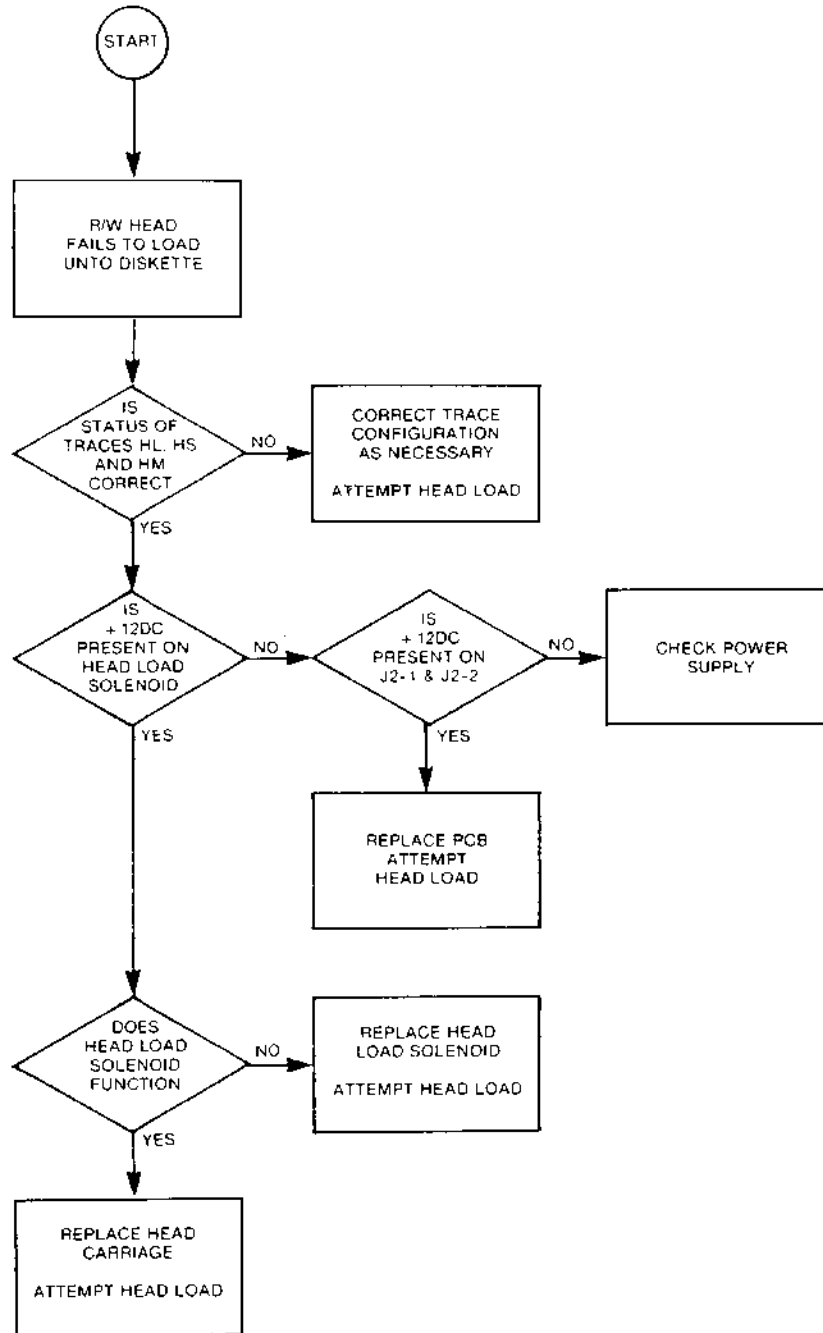 START
R/W HEAD
FAILS TO LOAD
UNTO DISKETTE
IS
STATUS OF
TRACES HL, HS
AND HM
CORRECT
NO
CORRECT TRACE
CONFIGURATION
AS NECESSARY
ATTEMPT HEAD LOAD
YES
IS
+ 12DC
PRESENT ON
HEAD LOAD
SOLENOID
NO
IS
+ 12DC
PRESENT ON
J2-1 & J2-2
NO
CHECK POWER
SUPPLY
YES
YES
REPLACE PCB
ATTEMPT
HEAD LOAD
DOES
HEAD LOAD
SOLENOID
FUNCTION
NO
REPLACE HEAD
LOAD SOLENOID
ATTEMPT HEAD LOAD
YES
REPLACE HEAD
CARRIAGE
ATTEMPT HEAD LOAD